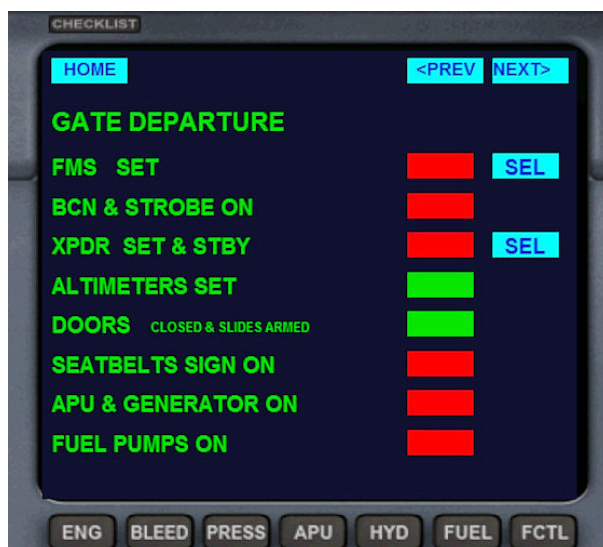 CHECKLIST
HOME <PREV NEXT>
GATE DEPARTURE
FMS SET SEL
BCN & STROBE ON
XPDR SET & STBY SEL
ALTIMETERS SET
DOORS CLOSED & SLIDES ARMED
SEATBELTS SIGN ON
APU & GENERATOR ON
FUEL PUMPS ON
ENG BLEED PRESS APU HYD FUEL FCTL